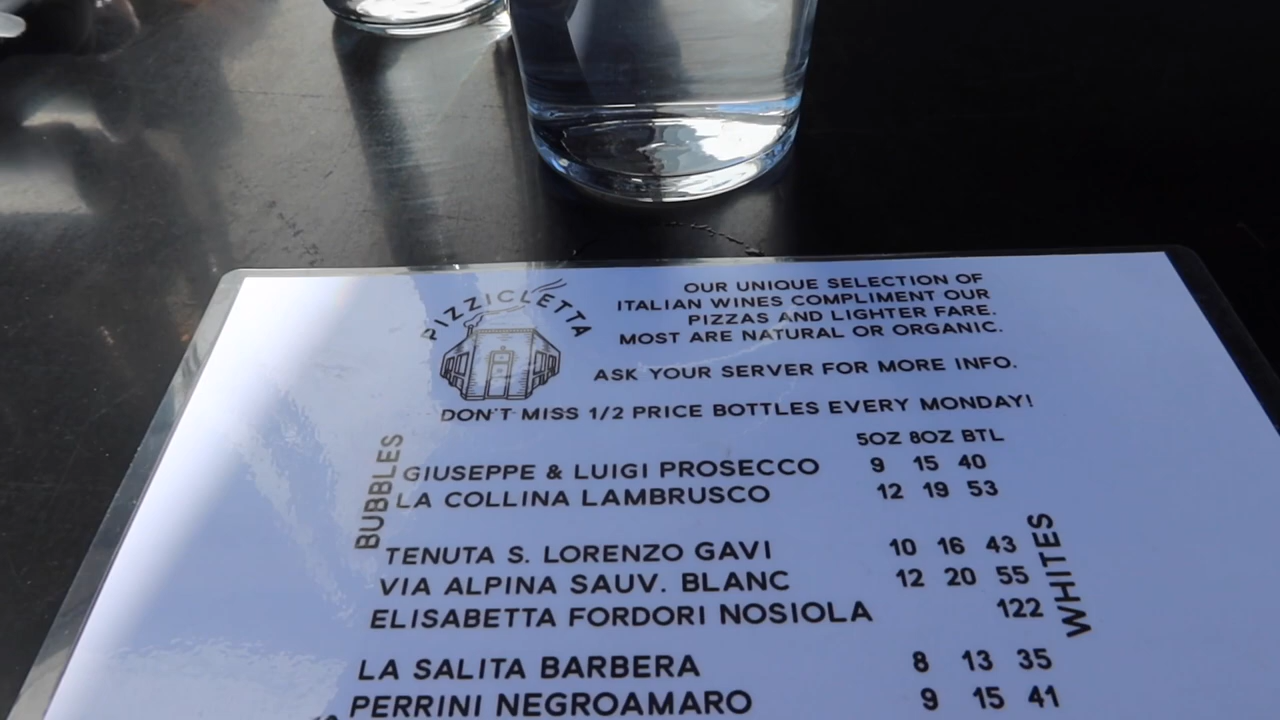 PIZZICLETTA
OUR UNIQUE SELECTION OF
ITALIAN WINES COMPLIMENT OUR
PIZZAS AND LIGHTER FARE.
MOST ARE NATURAL OR ORGANIC.
ASK YOUR SERVER FOR MORE INFO.
DON'T MISS 1/2 PRICE BOTTLES EVERY MONDAY!
5OZ 8OZ BTL
BUBBLES
GIUSEPPE & LUIGI PROSECCO 9 15 40
LA COLLINA LAMBRUSCO 12 19 53
WHITES
TENUTA S. LORENZO GAVI 10 16 43
VIA ALPINA SAUV. BLANC 12 20 55
ELISABETTA FORDORI NOSIOLA 122
LA SALITA BARBERA 8 13 35
PERRINI NEGROAMARO 9 15 41